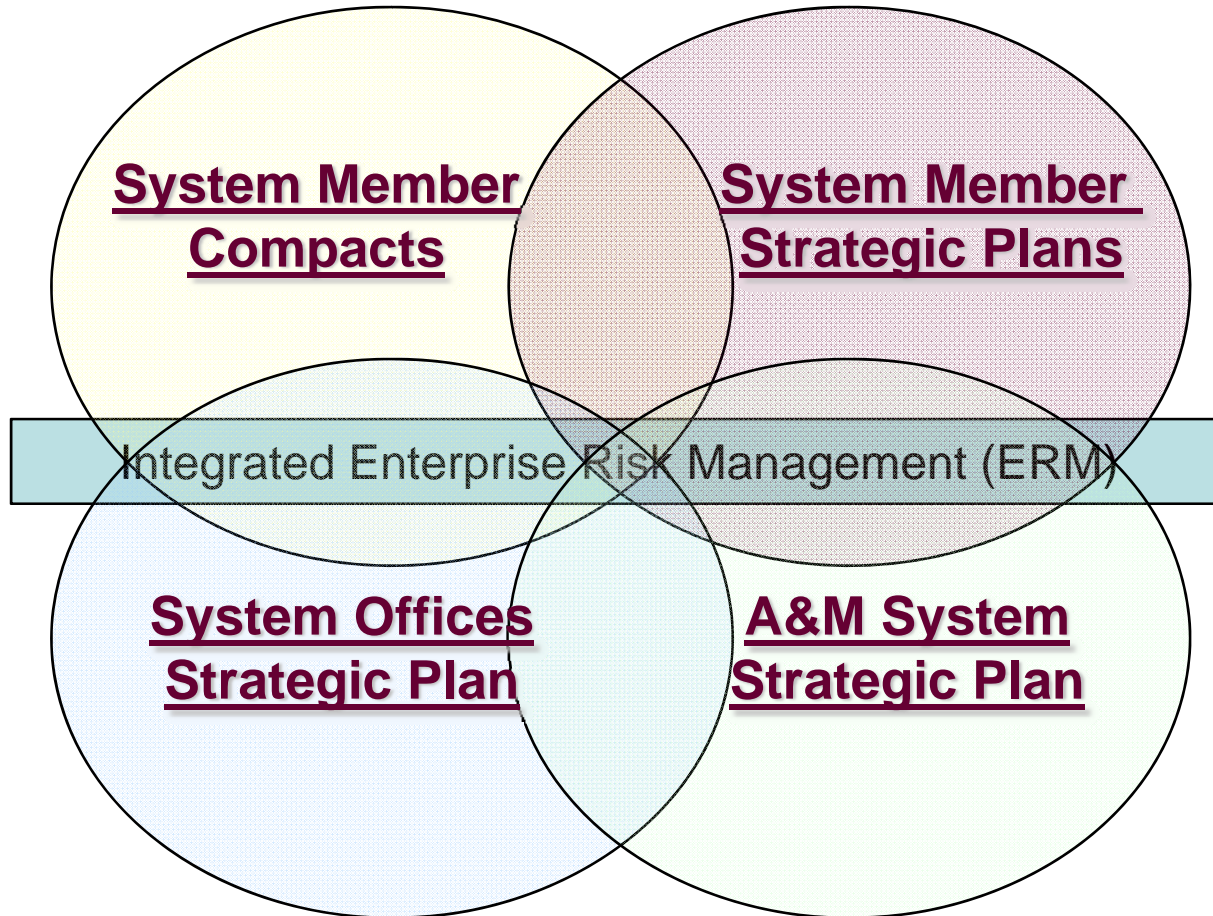 System Member
Compacts
System Member
Strategic Plans
Integrated Enterprise Risk Management (ERM)
System Offices
Strategic Plan
A&M System
Strategic Plan